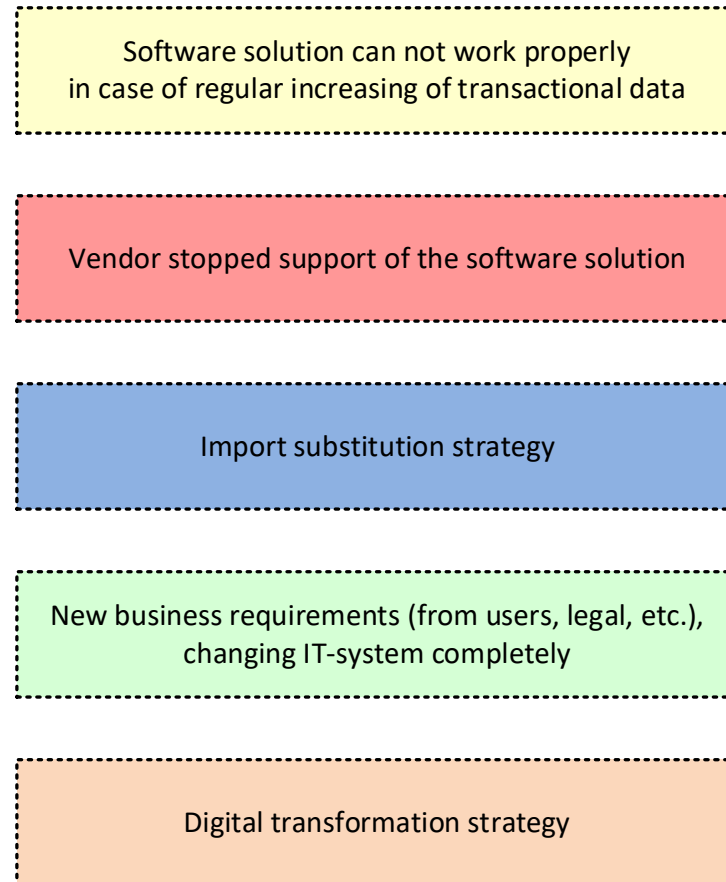 Software solution can not work properly
in case of regular increasing of transactional data
Vendor stopped support of the software solution
Import substitution strategy
New business requirements (from users, legal, etc.),
changing IT-system completely
Digital transformation strategy